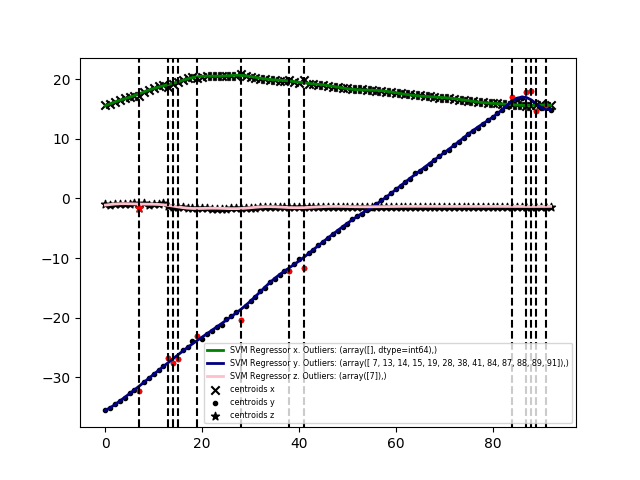 20
10
0
−10
−20
−30
SVM Regressor x. Outliers: (array([], dtype=int64),)
SVM Regressor y. Outliers: (array([ 7, 13, 14, 15, 19, 28, 38, 41, 84, 87, 88, 89, 91]),)
SVM Regressor z. Outliers: (array([7]),)
centroids x
centroids y
centroids z
0 20 40 60 80